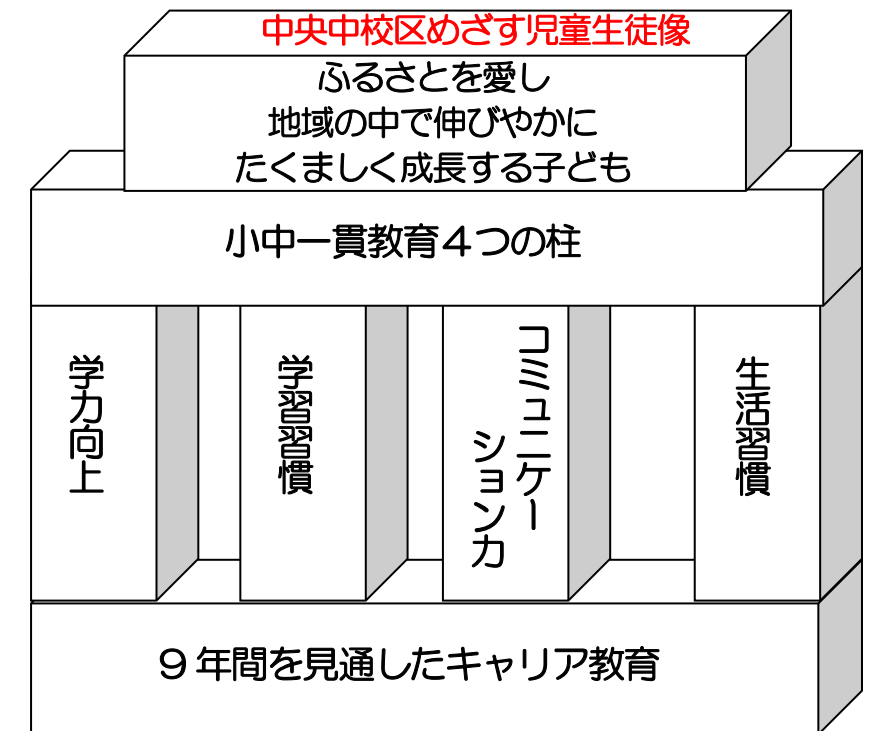 中央中校区めざす児童生徒像
ふるさとを愛し
地域の中で伸びやかに
たくましく成長する子ども
小中一貫教育４つの柱
学力向上
学習習慣
コミュニケー
ション力
生活習慣
９年間を見通したキャリア教育